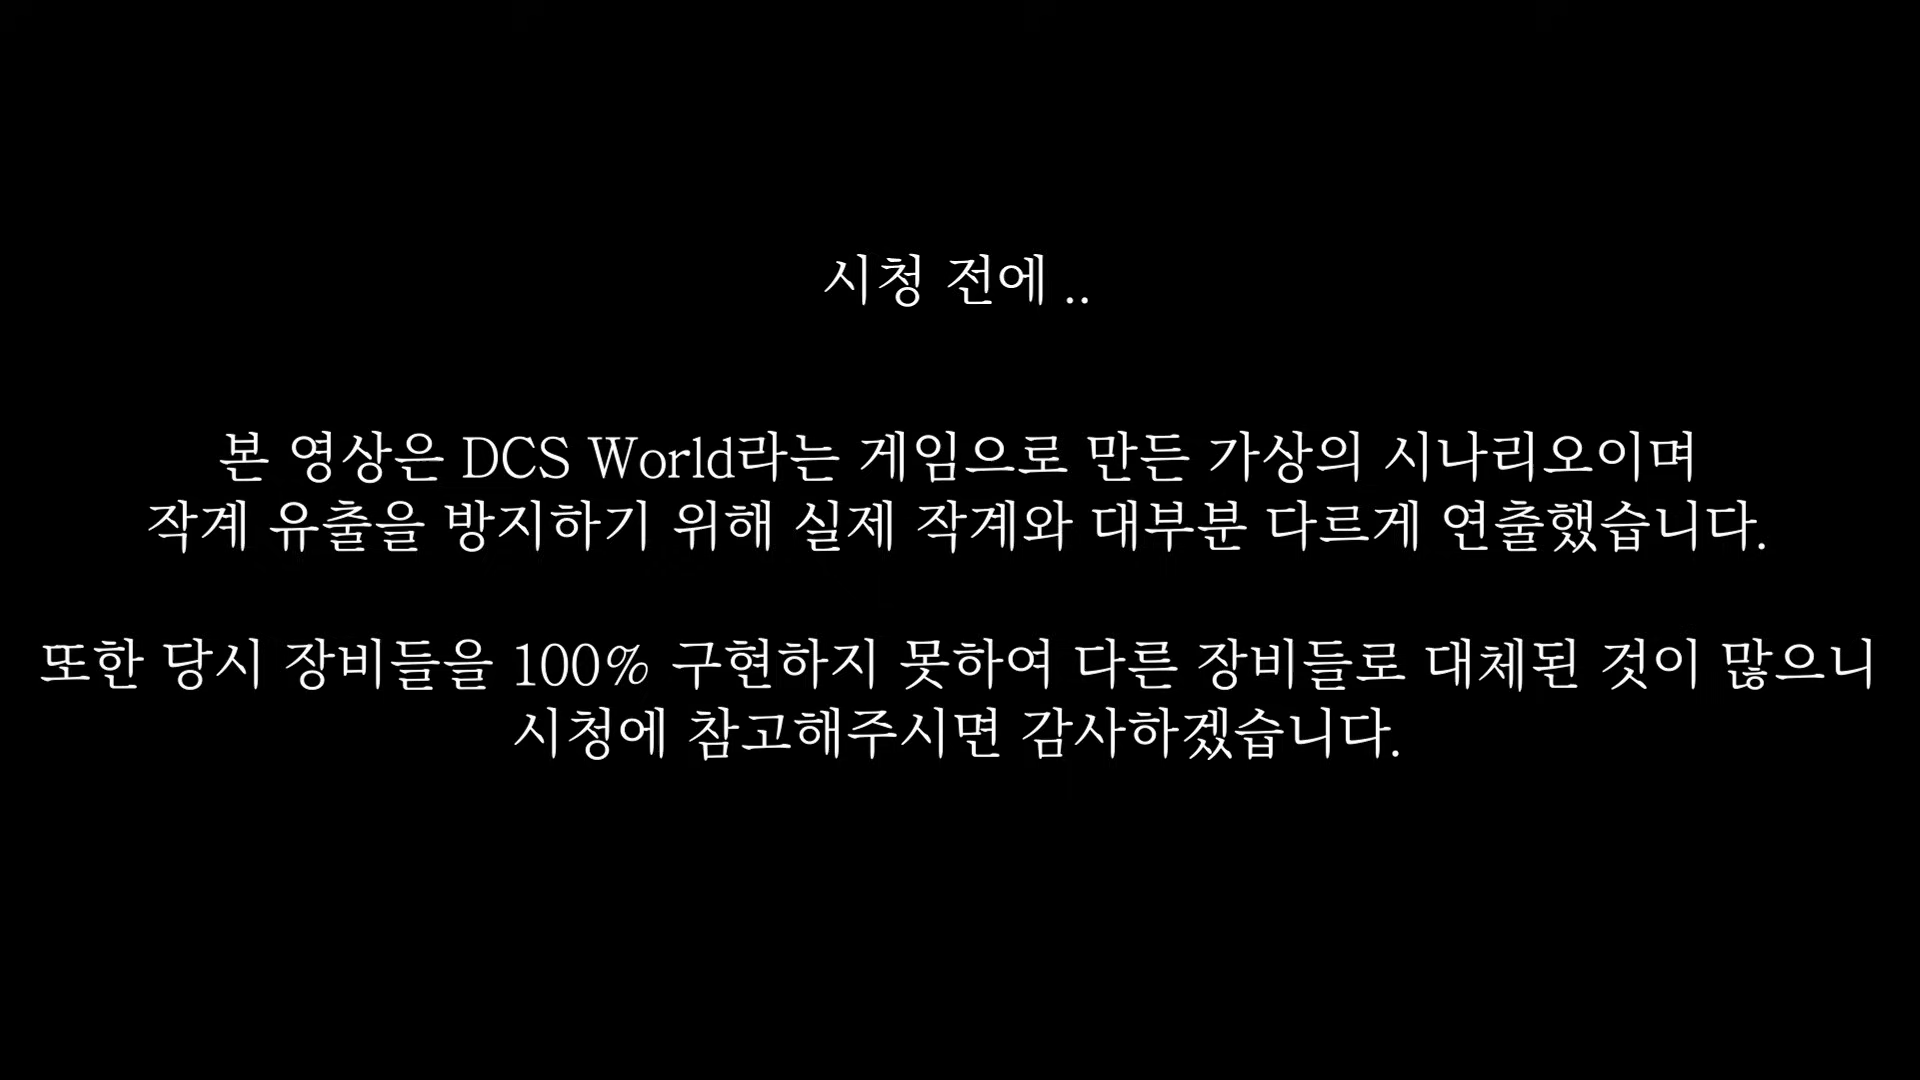 시청 전에 ..
본 영상은 DCS World라는 게임으로 만든 가상의 시나리오이며
작계 유출을 방지하기 위해 실제 작계와 대부분 다르게 연출했습니다.
또한 당시 장비들을 100% 구현하지 못하여 다른 장비들로 대체된 것이 많으니
시청에 참고해주시면 감사하겠습니다.